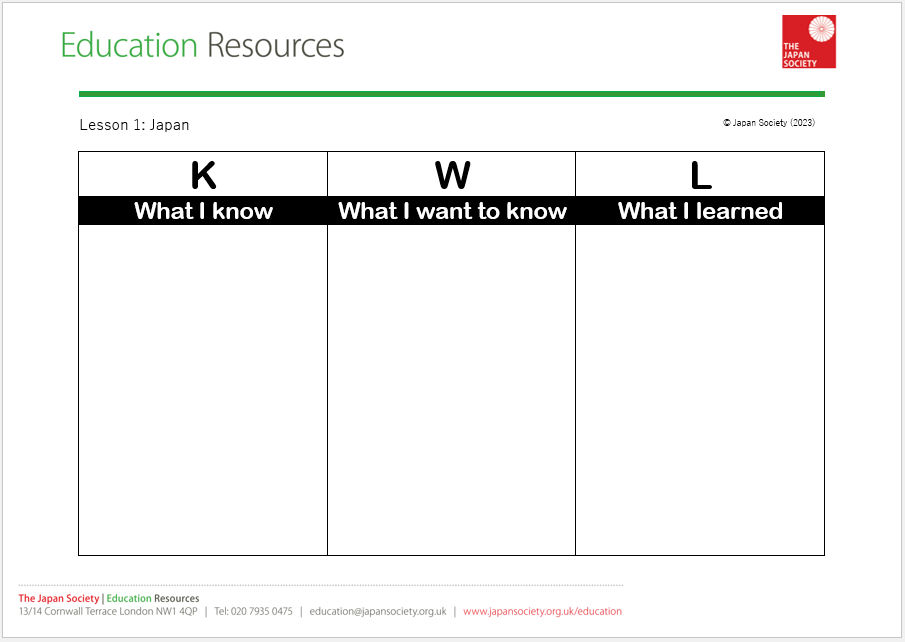 Education Resources
THE
JAPAN
SOCIETY
Lesson 1: Japan
© Japan Society (2023)
K W L
What I know What I want to know What I learned
The Japan Society | Education Resources
13/14 Cornwall Terrace London NW1 4QP | Tel: 020 7935 0475 | education@japansociety.org.uk | www.japansociety.org.uk/education